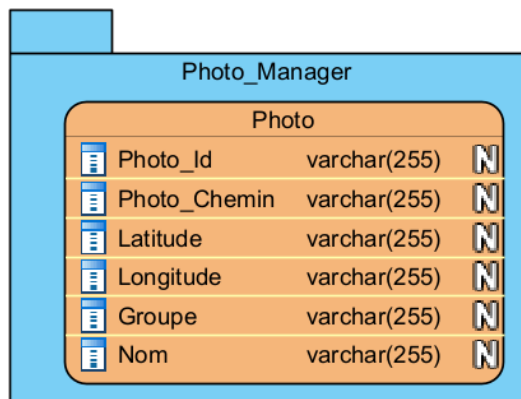 Photo_Manager
Photo
Photo_Id varchar(255) N
Photo_Chemin varchar(255) N
Latitude varchar(255) N
Longitude varchar(255) N
Groupe varchar(255) N
Nom varchar(255) N